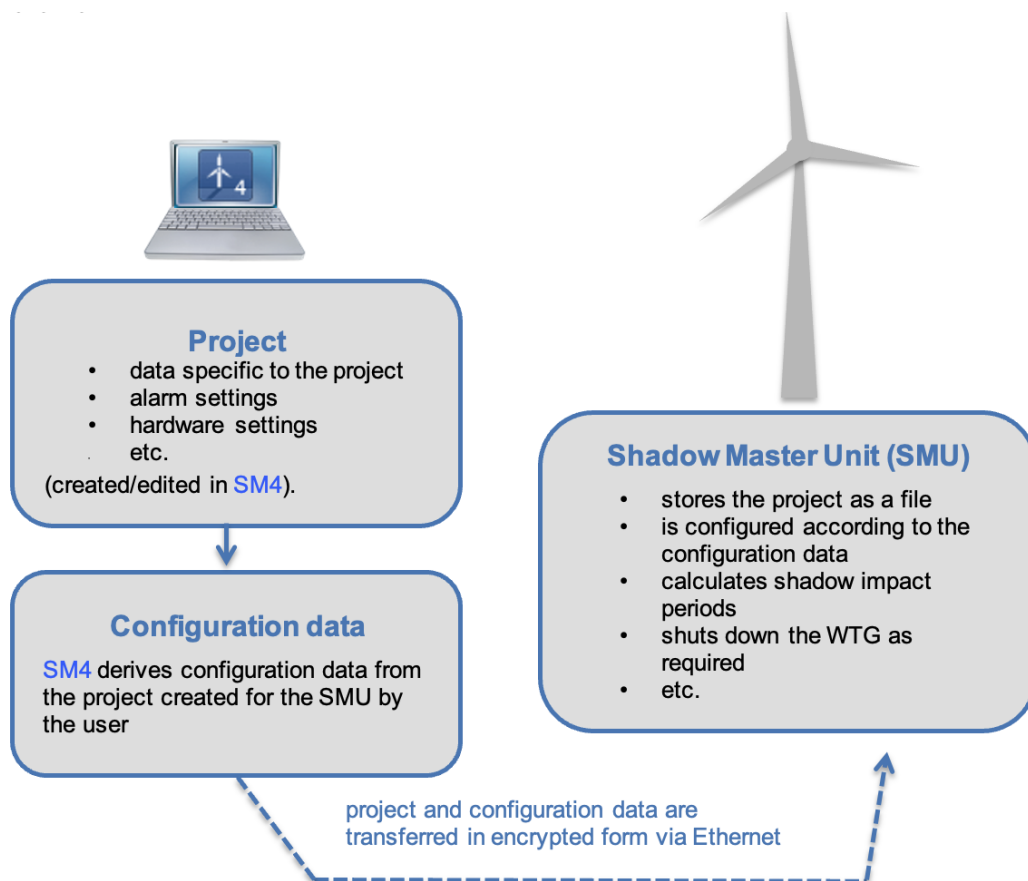 4
Project
• data specific to the project
• alarm settings
• hardware settings
. etc.
(created/edited in SM4).
Configuration data
SM4 derives configuration data from
the project created for the SMU by
the user
Shadow Master Unit (SMU)
• stores the project as a file
• is configured according to the
configuration data
• calculates shadow impact
periods
• shuts down the WTG as
required
• etc.
project and configuration data are
transferred in encrypted form via Ethernet